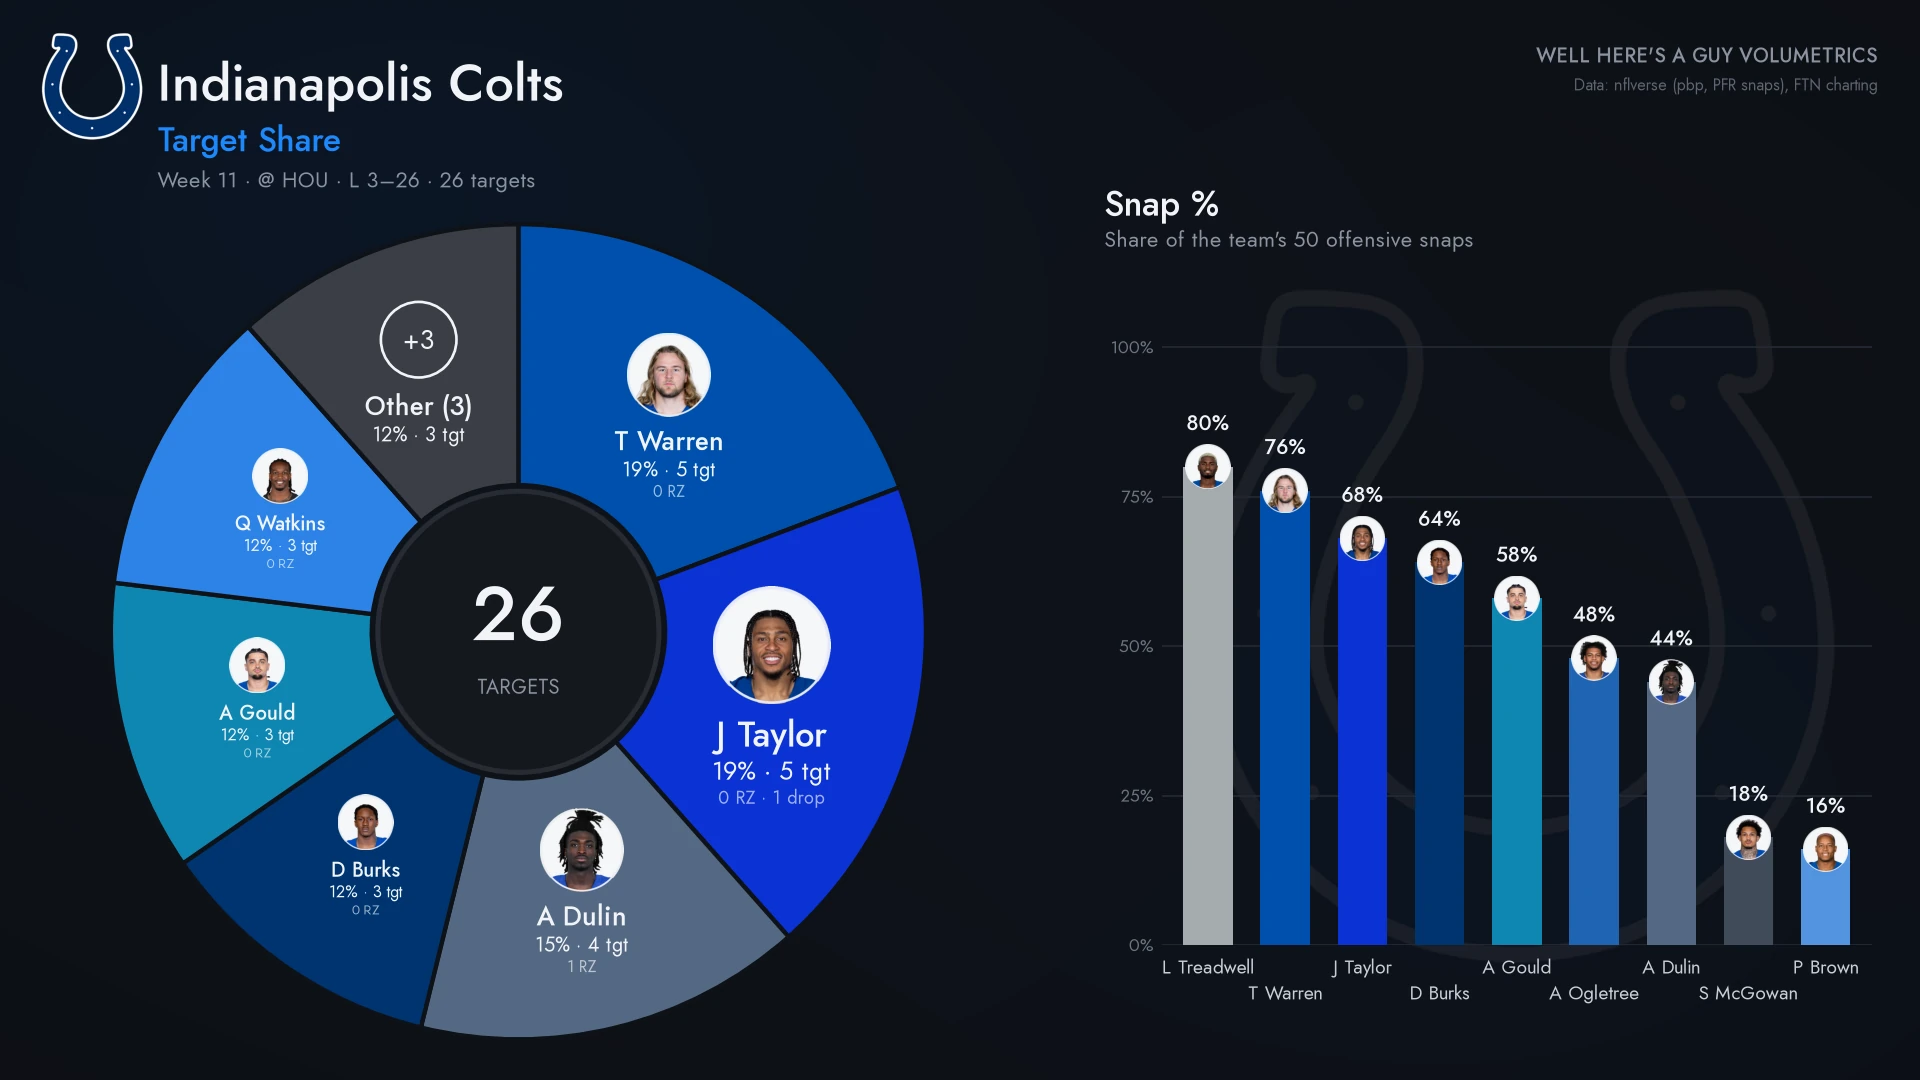 Indianapolis Colts
Target Share
Week 11 · @ HOU · L 3–26 · 26 targets
WELL HERE'S A GUY VOLUMETRICS
Data: nflverse (pbp, PFR snaps), FTN charting
+3
Other (3)
12% · 3 tgt
T Warren
19% · 5 tgt
0 RZ
Q Watkins
12% · 3 tgt
0 RZ
26
TARGETS
J Taylor
19% · 5 tgt
0 RZ · 1 drop
A Gould
12% · 3 tgt
0 RZ
D Burks
12% · 3 tgt
0 RZ
A Dulin
15% · 4 tgt
1 RZ
Snap %
Share of the team's 50 offensive snaps
100%
75%
50%
25%
0%
80%
76%
68%
64%
58%
48%
44%
18%
16%
L Treadwell
T Warren
J Taylor
D Burks
A Gould
A Ogletree
A Dulin
S McGowan
P Brown